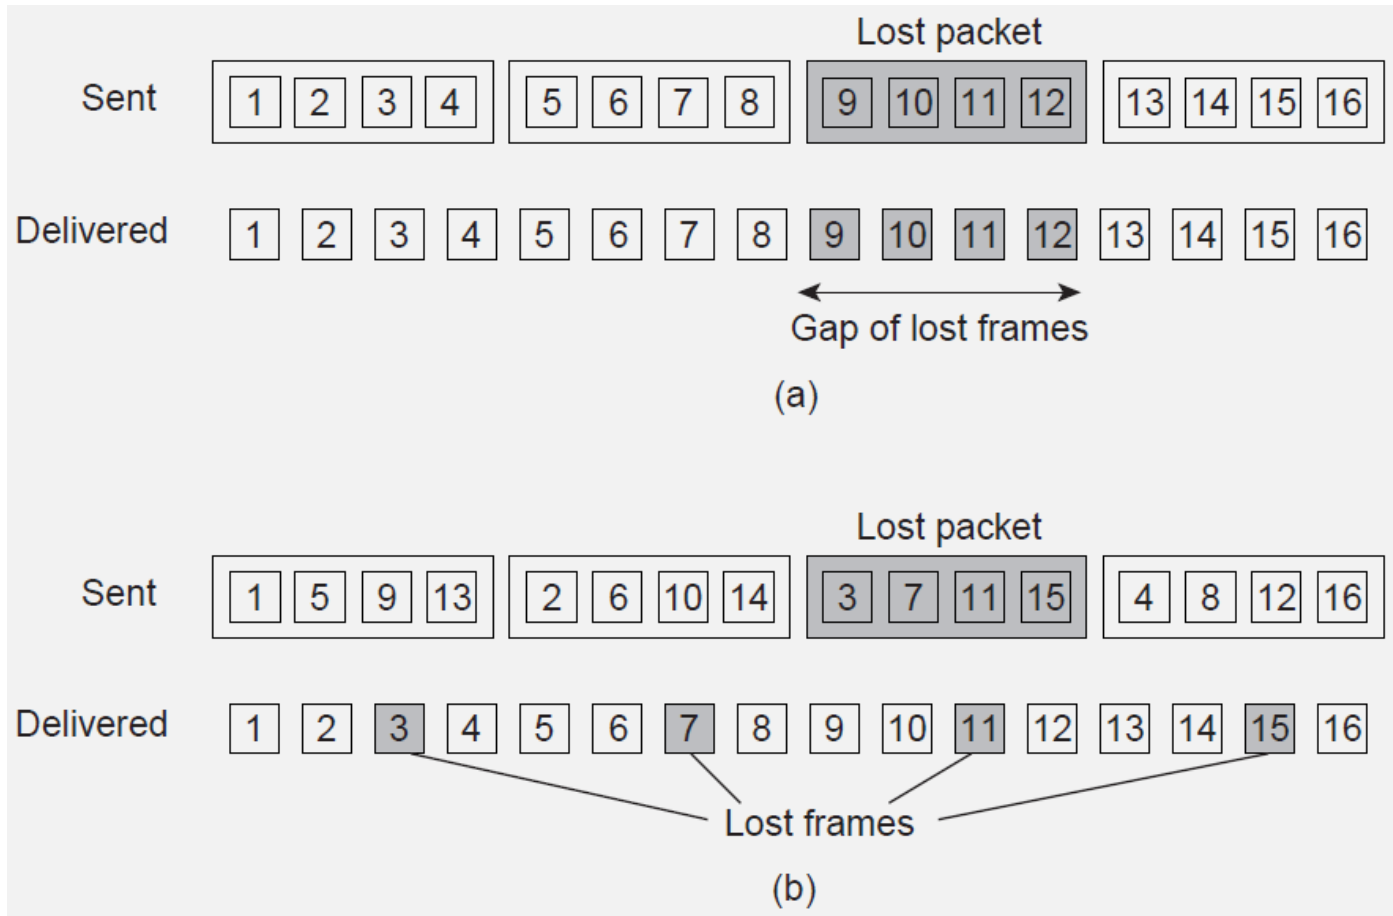 Lost packet
Sent 1 2 3 4 5 6 7 8 9 10 11 12 13 14 15 16
Delivered 1 2 3 4 5 6 7 8 9 10 11 12 13 14 15 16
Gap of lost frames
(a)
Lost packet
Sent 1 5 9 13 2 6 10 14 3 7 11 15 4 8 12 16
Delivered 1 2 3 4 5 6 7 8 9 10 11 12 13 14 15 16
Lost frames
(b)